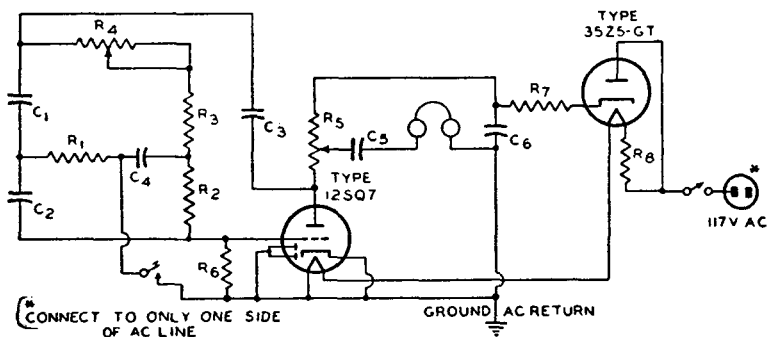 TYPE
35Z5-GT
R4
R7
R3
C1
C3
R5
C5
C6
R8
*
R1
C4
TYPE
12SQ7
R2
117V AC
C2
R6
*CONNECT TO ONLY ONE SIDE
OF AC LINE
GROUND AC RETURN